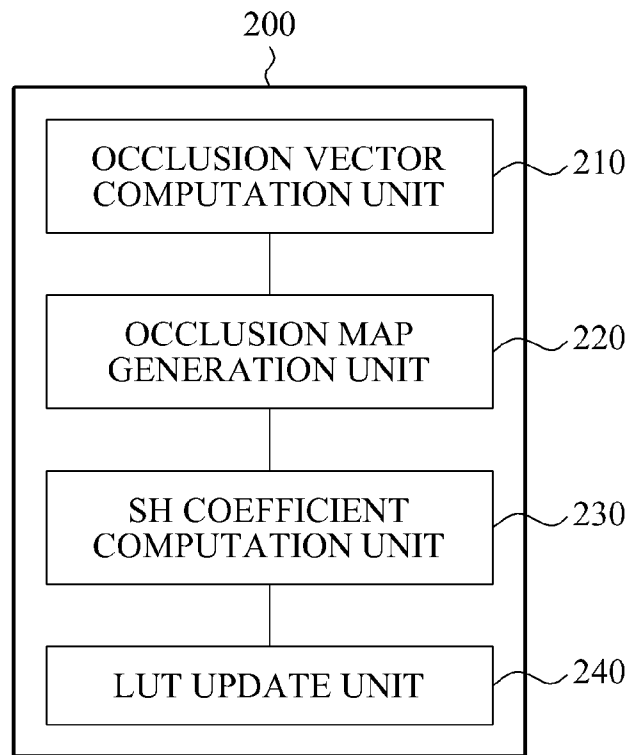 200
OCCLUSION VECTOR
COMPUTATION UNIT
210
OCCLUSION MAP
GENERATION UNIT
220
SH COEFFICIENT
COMPUTATION UNIT
230
LUT UPDATE UNIT
240